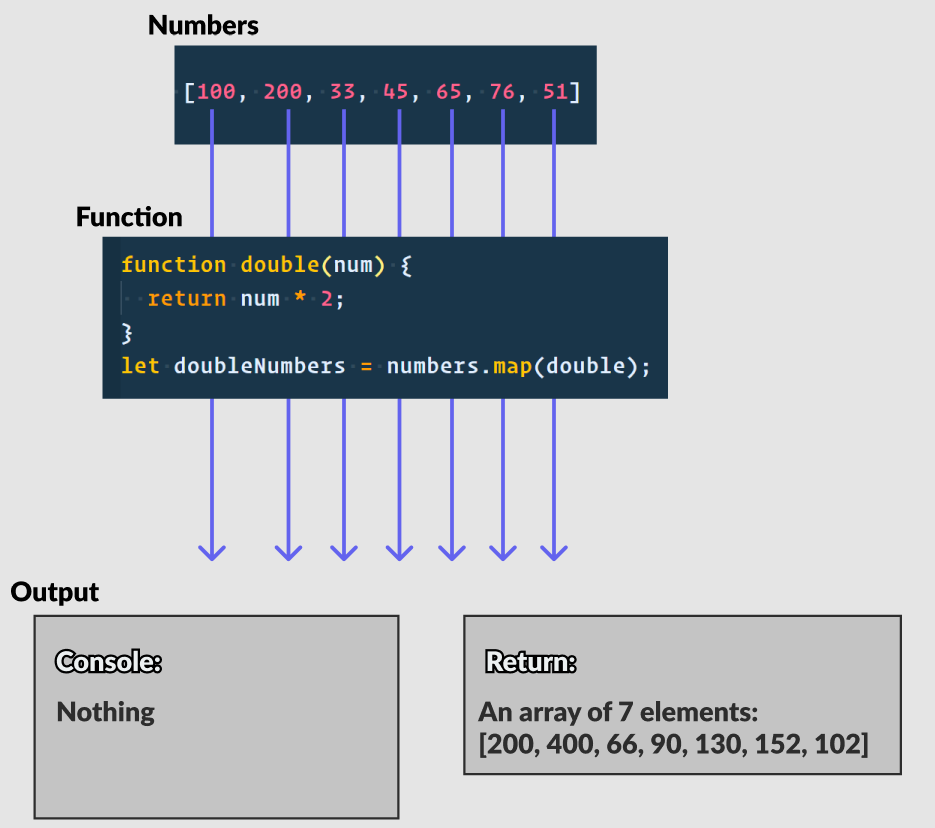 Numbers
[100, 200, 33, 45, 65, 76, 51]
Function
function double(num) {
  return num * 2;
}
let doubleNumbers = numbers.map(double);
Output
Console:
Nothing
Return:
An array of 7 elements:
[200, 400, 66, 90, 130, 152, 102]